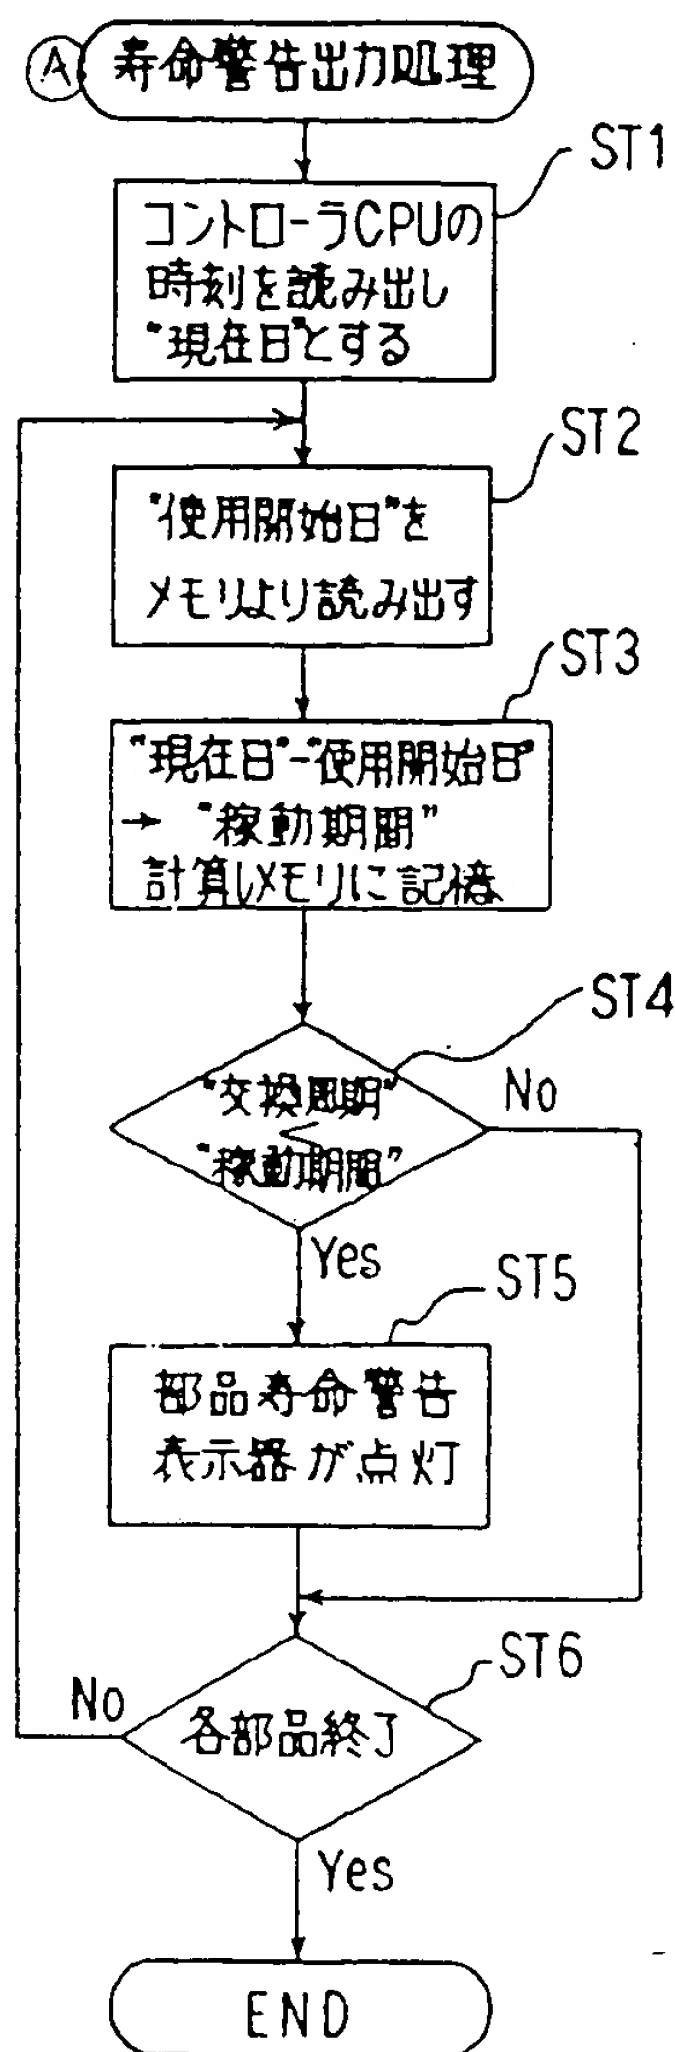 Ⓐ 寿命警告出力処理
ST1
コントローラCPUの
時刻を読み出し
"現在日"とする
ST2
"使用開始日"を
メモリより読み出す
ST3
"現在日"-"使用開始日"
→ "稼動期間"
計算しメモリに記憶
ST4
"交換周期"
<
"稼動期間"
No
Yes
ST5
部品寿命警告
表示器が点灯
ST6
各部品終了
No
Yes
END